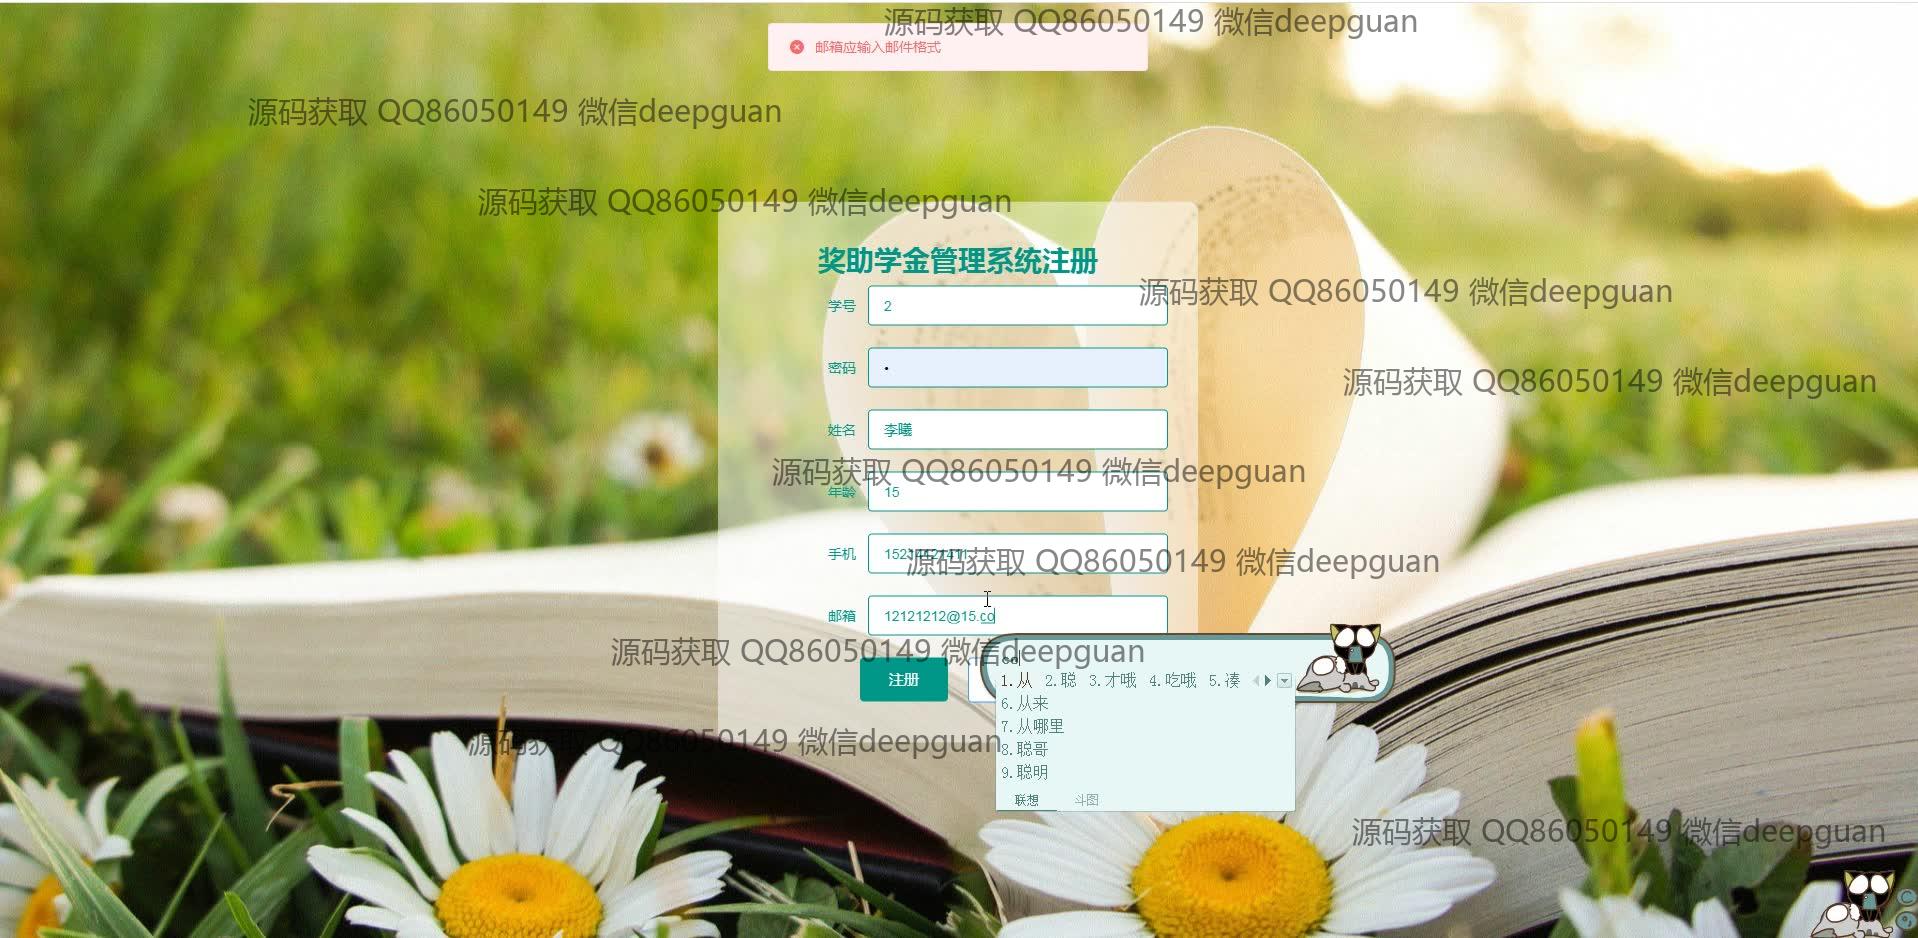 源码获取 QQ86050149 微信deepguan
邮箱应输入邮件格式
源码获取 QQ86050149 微信deepguan
源码获取 QQ86050149 微信deepguan
奖助学金管理系统注册
源码获取 QQ86050149 微信deepguan
学号 2
密码
源码获取 QQ86050149 微信deepguan
姓名 李曦
源码获取 QQ86050149 微信deepguan
年龄 15
手机
源码获取 QQ86050149 微信deepguan
邮箱 12121212@15.co
源码获取 QQ86050149 微信deepguan
co
注册
1.从 2.聪 3.才哦 4.吃哦 5.凑
6.从来
7.从哪里
源码获取 QQ86050149 微信deepguan
8.聪哥
9.聪明
联想 斗图
源码获取 QQ86050149 微信deepguan